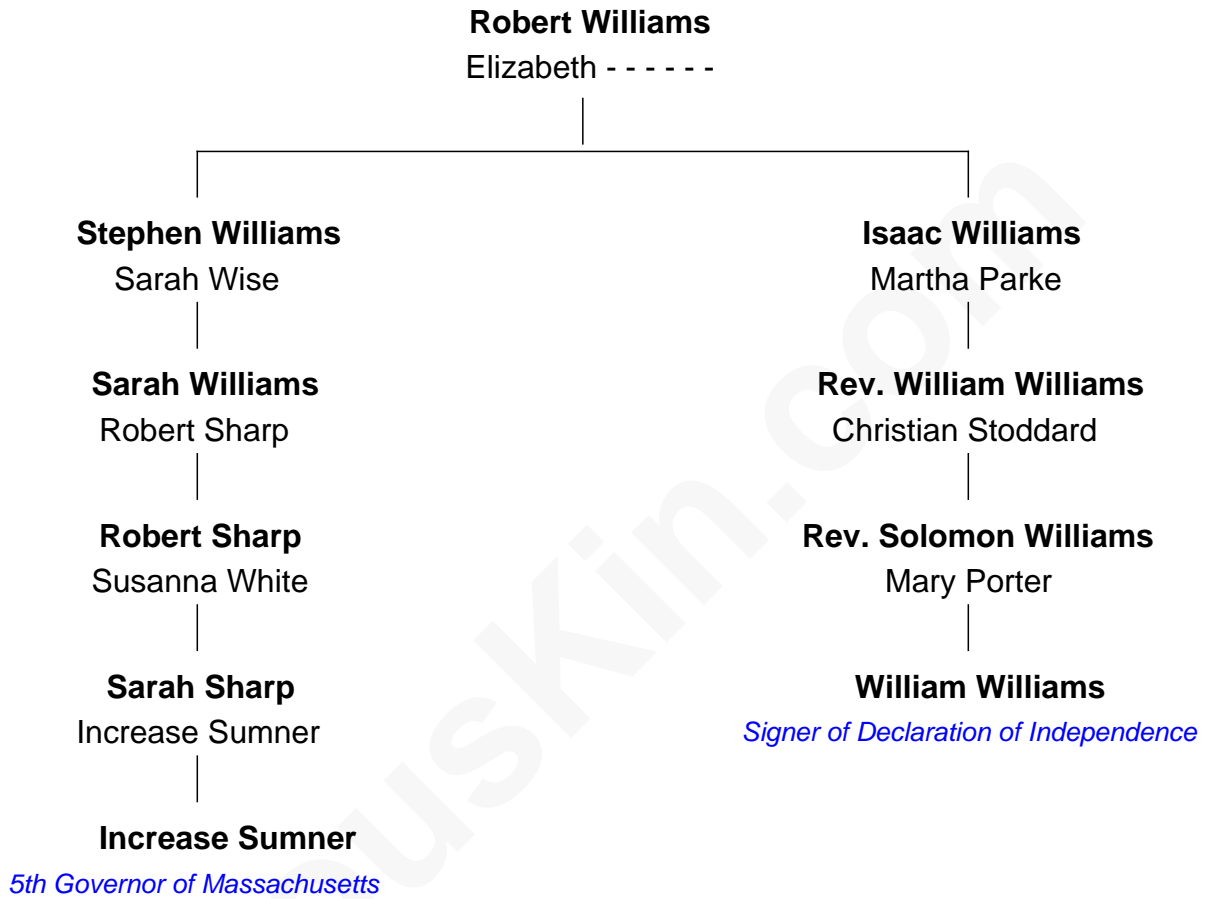 Robert Williams
Elizabeth - - - - - -
Stephen Williams
Sarah Wise
Sarah Williams
Robert Sharp
Robert Sharp
Susanna White
Sarah Sharp
Increase Sumner
Increase Sumner
5th Governor of Massachusetts
Isaac Williams
Martha Parke
Rev. William Williams
Christian Stoddard
Rev. Solomon Williams
Mary Porter
William Williams
Signer of Declaration of Independence
ousKin.com